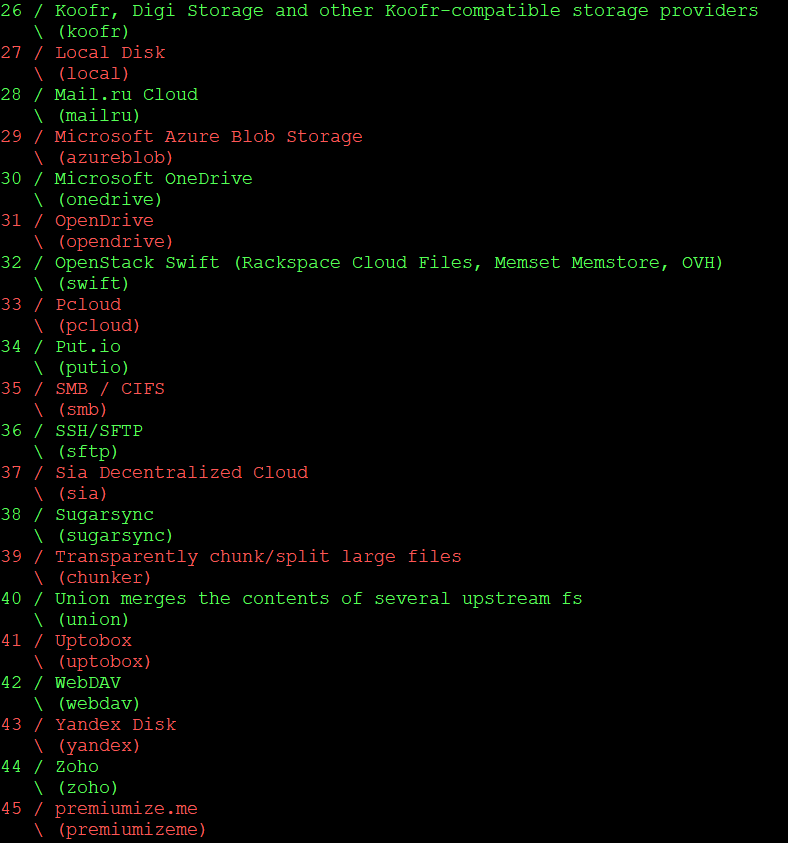 26 / Koofr, Digi Storage and other Koofr-compatible storage providers
   \ (koofr)
27 / Local Disk
   \ (local)
28 / Mail.ru Cloud
   \ (mailru)
29 / Microsoft Azure Blob Storage
   \ (azureblob)
30 / Microsoft OneDrive
   \ (onedrive)
31 / OpenDrive
   \ (opendrive)
32 / OpenStack Swift (Rackspace Cloud Files, Memset Memstore, OVH)
   \ (swift)
33 / Pcloud
   \ (pcloud)
34 / Put.io
   \ (putio)
35 / SMB / CIFS
   \ (smb)
36 / SSH/SFTP
   \ (sftp)
37 / Sia Decentralized Cloud
   \ (sia)
38 / Sugarsync
   \ (sugarsync)
39 / Transparently chunk/split large files
   \ (chunker)
40 / Union merges the contents of several upstream fs
   \ (union)
41 / Uptobox
   \ (uptobox)
42 / WebDAV
   \ (webdav)
43 / Yandex Disk
   \ (yandex)
44 / Zoho
   \ (zoho)
45 / premiumize.me
   \ (premiumizeme)